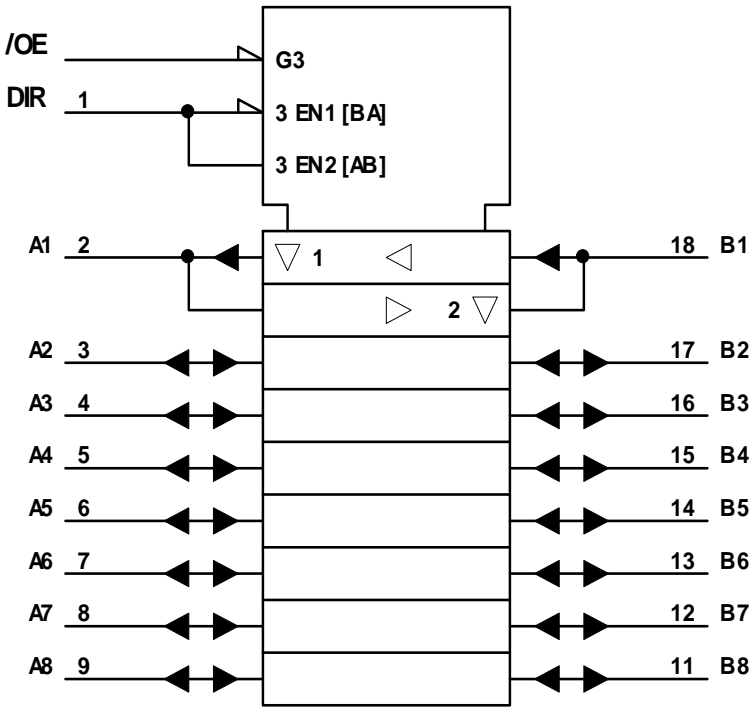 /OE G3
DIR 1 3 EN1 [BA]
3 EN2 [AB]
A1 2 1 18 B1
2
A2 3 17 B2
A3 4 16 B3
A4 5 15 B4
A5 6 14 B5
A6 7 13 B6
A7 8 12 B7
A8 9 11 B8